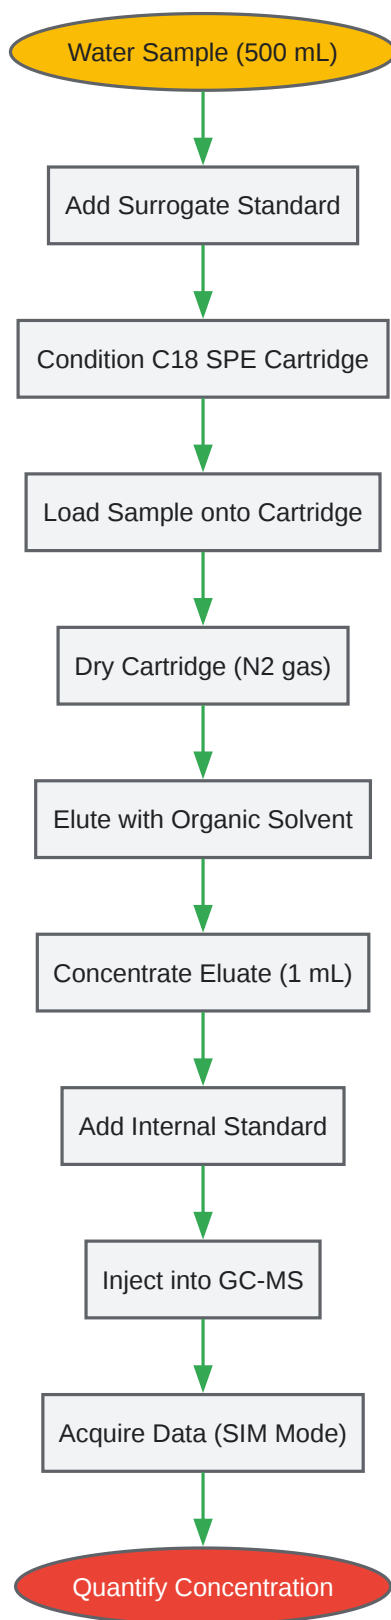 Water Sample (500 mL)
Add Surrogate Standard
Condition C18 SPE Cartridge
Load Sample onto Cartridge
Dry Cartridge (N2 gas)
Elute with Organic Solvent
Concentrate Eluate (1 mL)
Add Internal Standard
Inject into GC-MS
Acquire Data (SIM Mode)
Quantify Concentration